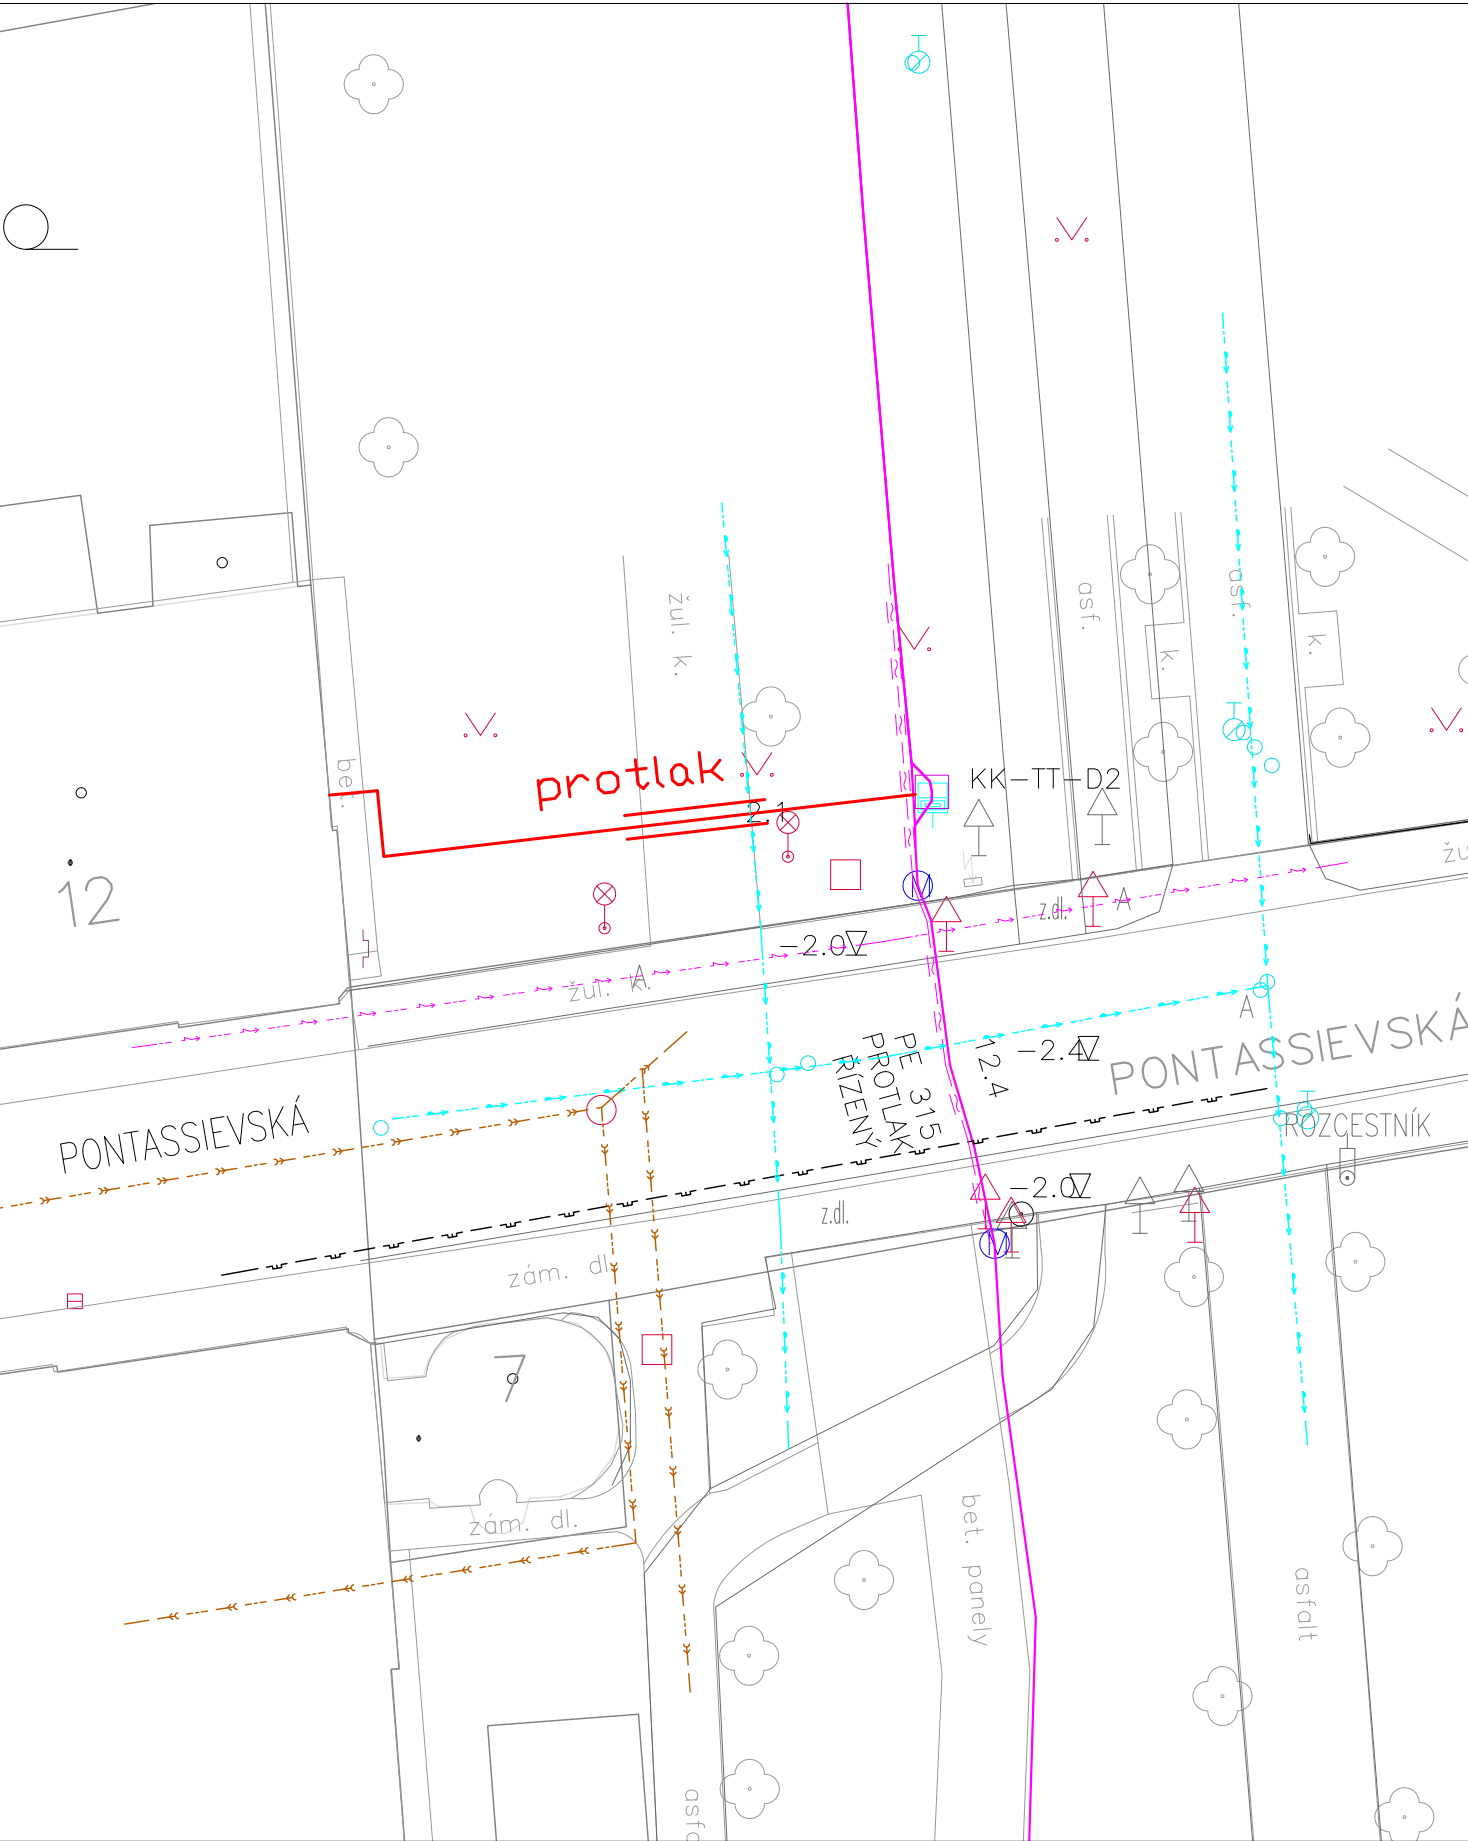 žul. k.
asf.
asf.
k.
k.
bet.
protlak
KK-TT-D2
2.1
12
M
z.dl.
A
žu
-2.0
žul. k.
A
A
PE 315
PROTLAK
ŘÍZENÝ
12.4
-2.4
PONTASSIEVSKÁ
PONTASSIEVSKÁ
ROZCESTNÍK
-2.0
z.dl.
M
zám. dl.
7
zám. dl.
bet. panely
asfalt
asfa